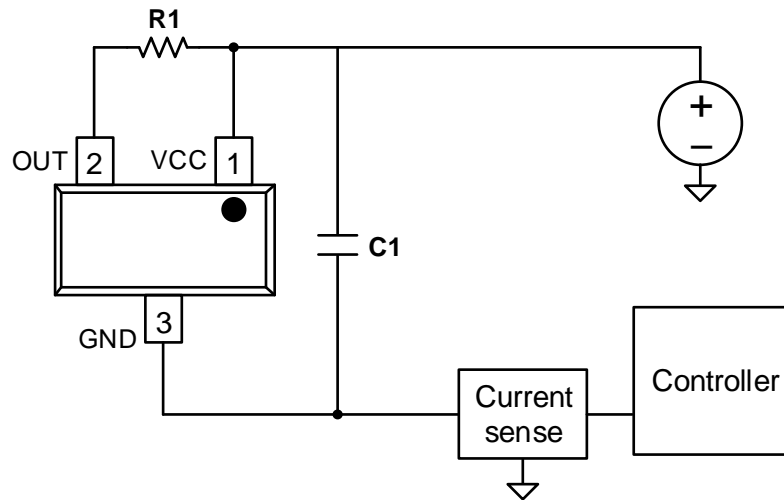 R1
+
−
OUT 2 VCC 1
C1
3
GND
Current
sense
Controller